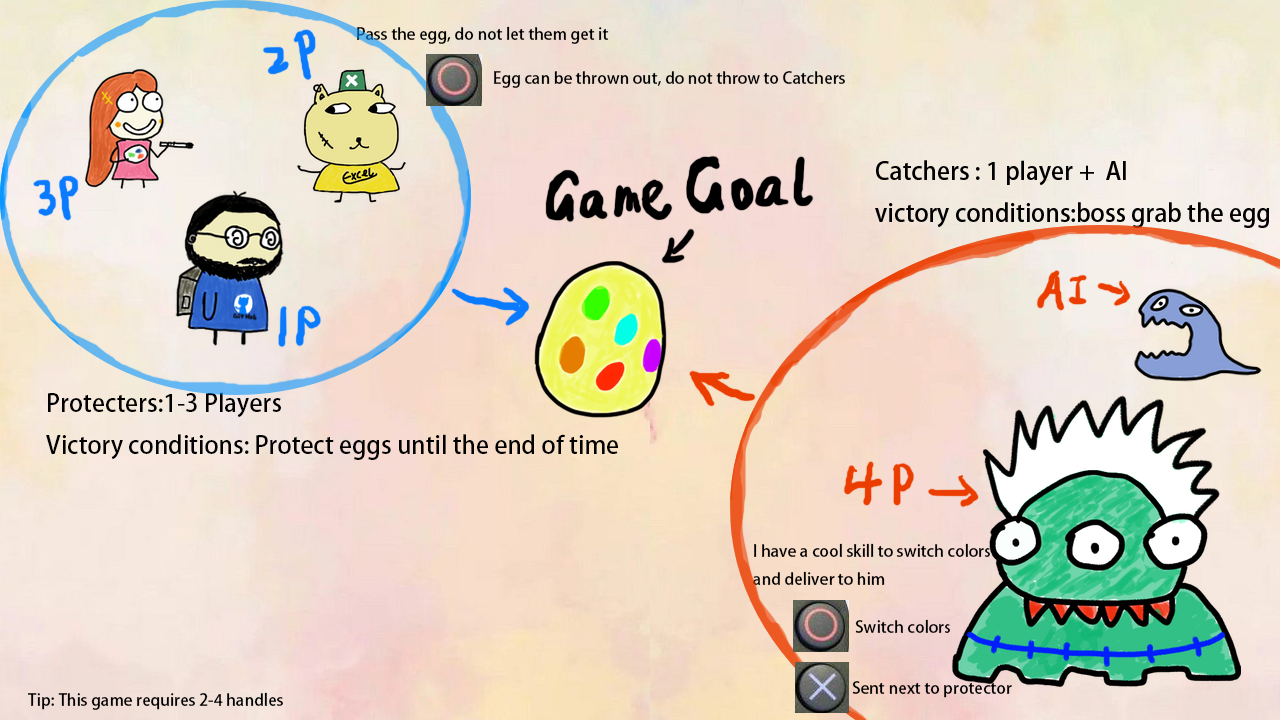 Pass the egg, do not let them get it
Egg can be thrown out, do not throw to Catchers
2P
3P
Excel
1P
GitHub
Protecters:1-3 Players
Victory conditions: Protect eggs until the end of time
Game Goal
Catchers : 1 player + AI
victory conditions:boss grab the egg
AI
4P
I have a cool skill to switch colors
and deliver to him
Switch colors
Sent next to protector
Tip: This game requires 2-4 handles